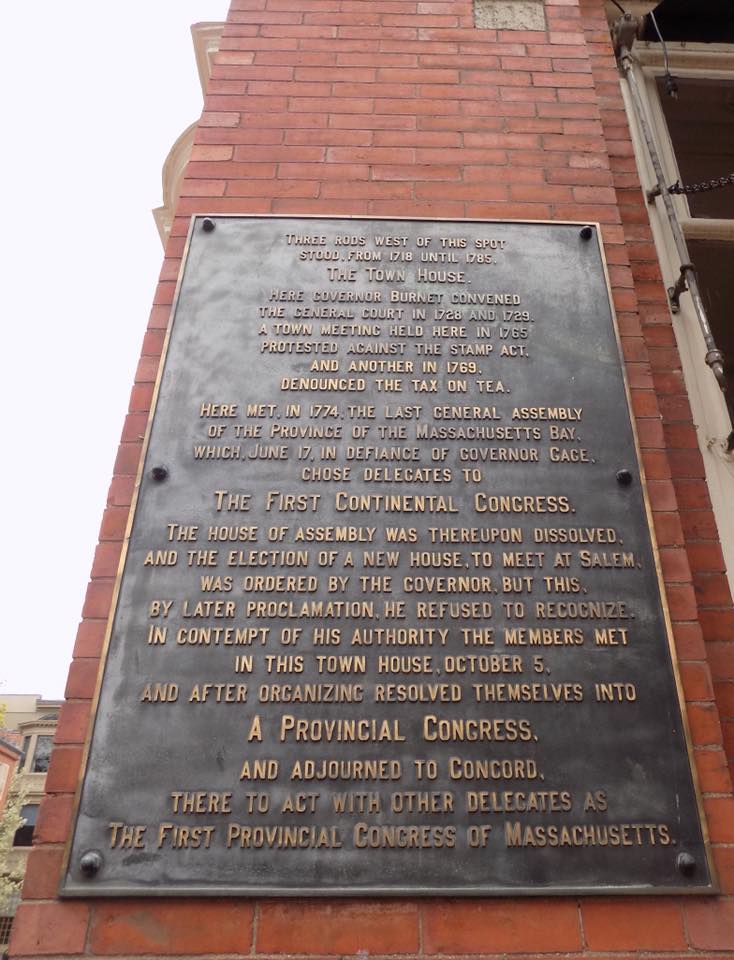 THREE RODS WEST OF THIS SPOT
STOOD, FROM 1718 UNTIL 1785,
THE TOWN HOUSE.
HERE GOVERNOR BURNET CONVENED
THE GENERAL COURT IN 1728 AND 1729.
A TOWN MEETING HELD HERE IN 1765
PROTESTED AGAINST THE STAMP ACT,
AND ANOTHER IN 1769,
DENOUNCED THE TAX ON TEA.
HERE MET, IN 1774, THE LAST GENERAL ASSEMBLY
OF THE PROVINCE OF THE MASSACHUSETTS BAY,
WHICH, JUNE 17, IN DEFIANCE OF GOVERNOR GAGE,
CHOSE DELEGATES TO
THE FIRST CONTINENTAL CONGRESS.
THE HOUSE OF ASSEMBLY WAS THEREUPON DISSOLVED,
AND THE ELECTION OF A NEW HOUSE, TO MEET AT SALEM,
WAS ORDERED BY THE GOVERNOR, BUT THIS,
BY LATER PROCLAMATION, HE REFUSED TO RECOGNIZE.
IN CONTEMPT OF HIS AUTHORITY THE MEMBERS MET
IN THIS TOWN HOUSE, OCTOBER 5,
AND AFTER ORGANIZING RESOLVED THEMSELVES INTO
A PROVINCIAL CONGRESS,
AND ADJOURNED TO CONCORD,
THERE TO ACT WITH OTHER DELEGATES AS
THE FIRST PROVINCIAL CONGRESS OF MASSACHUSETTS.